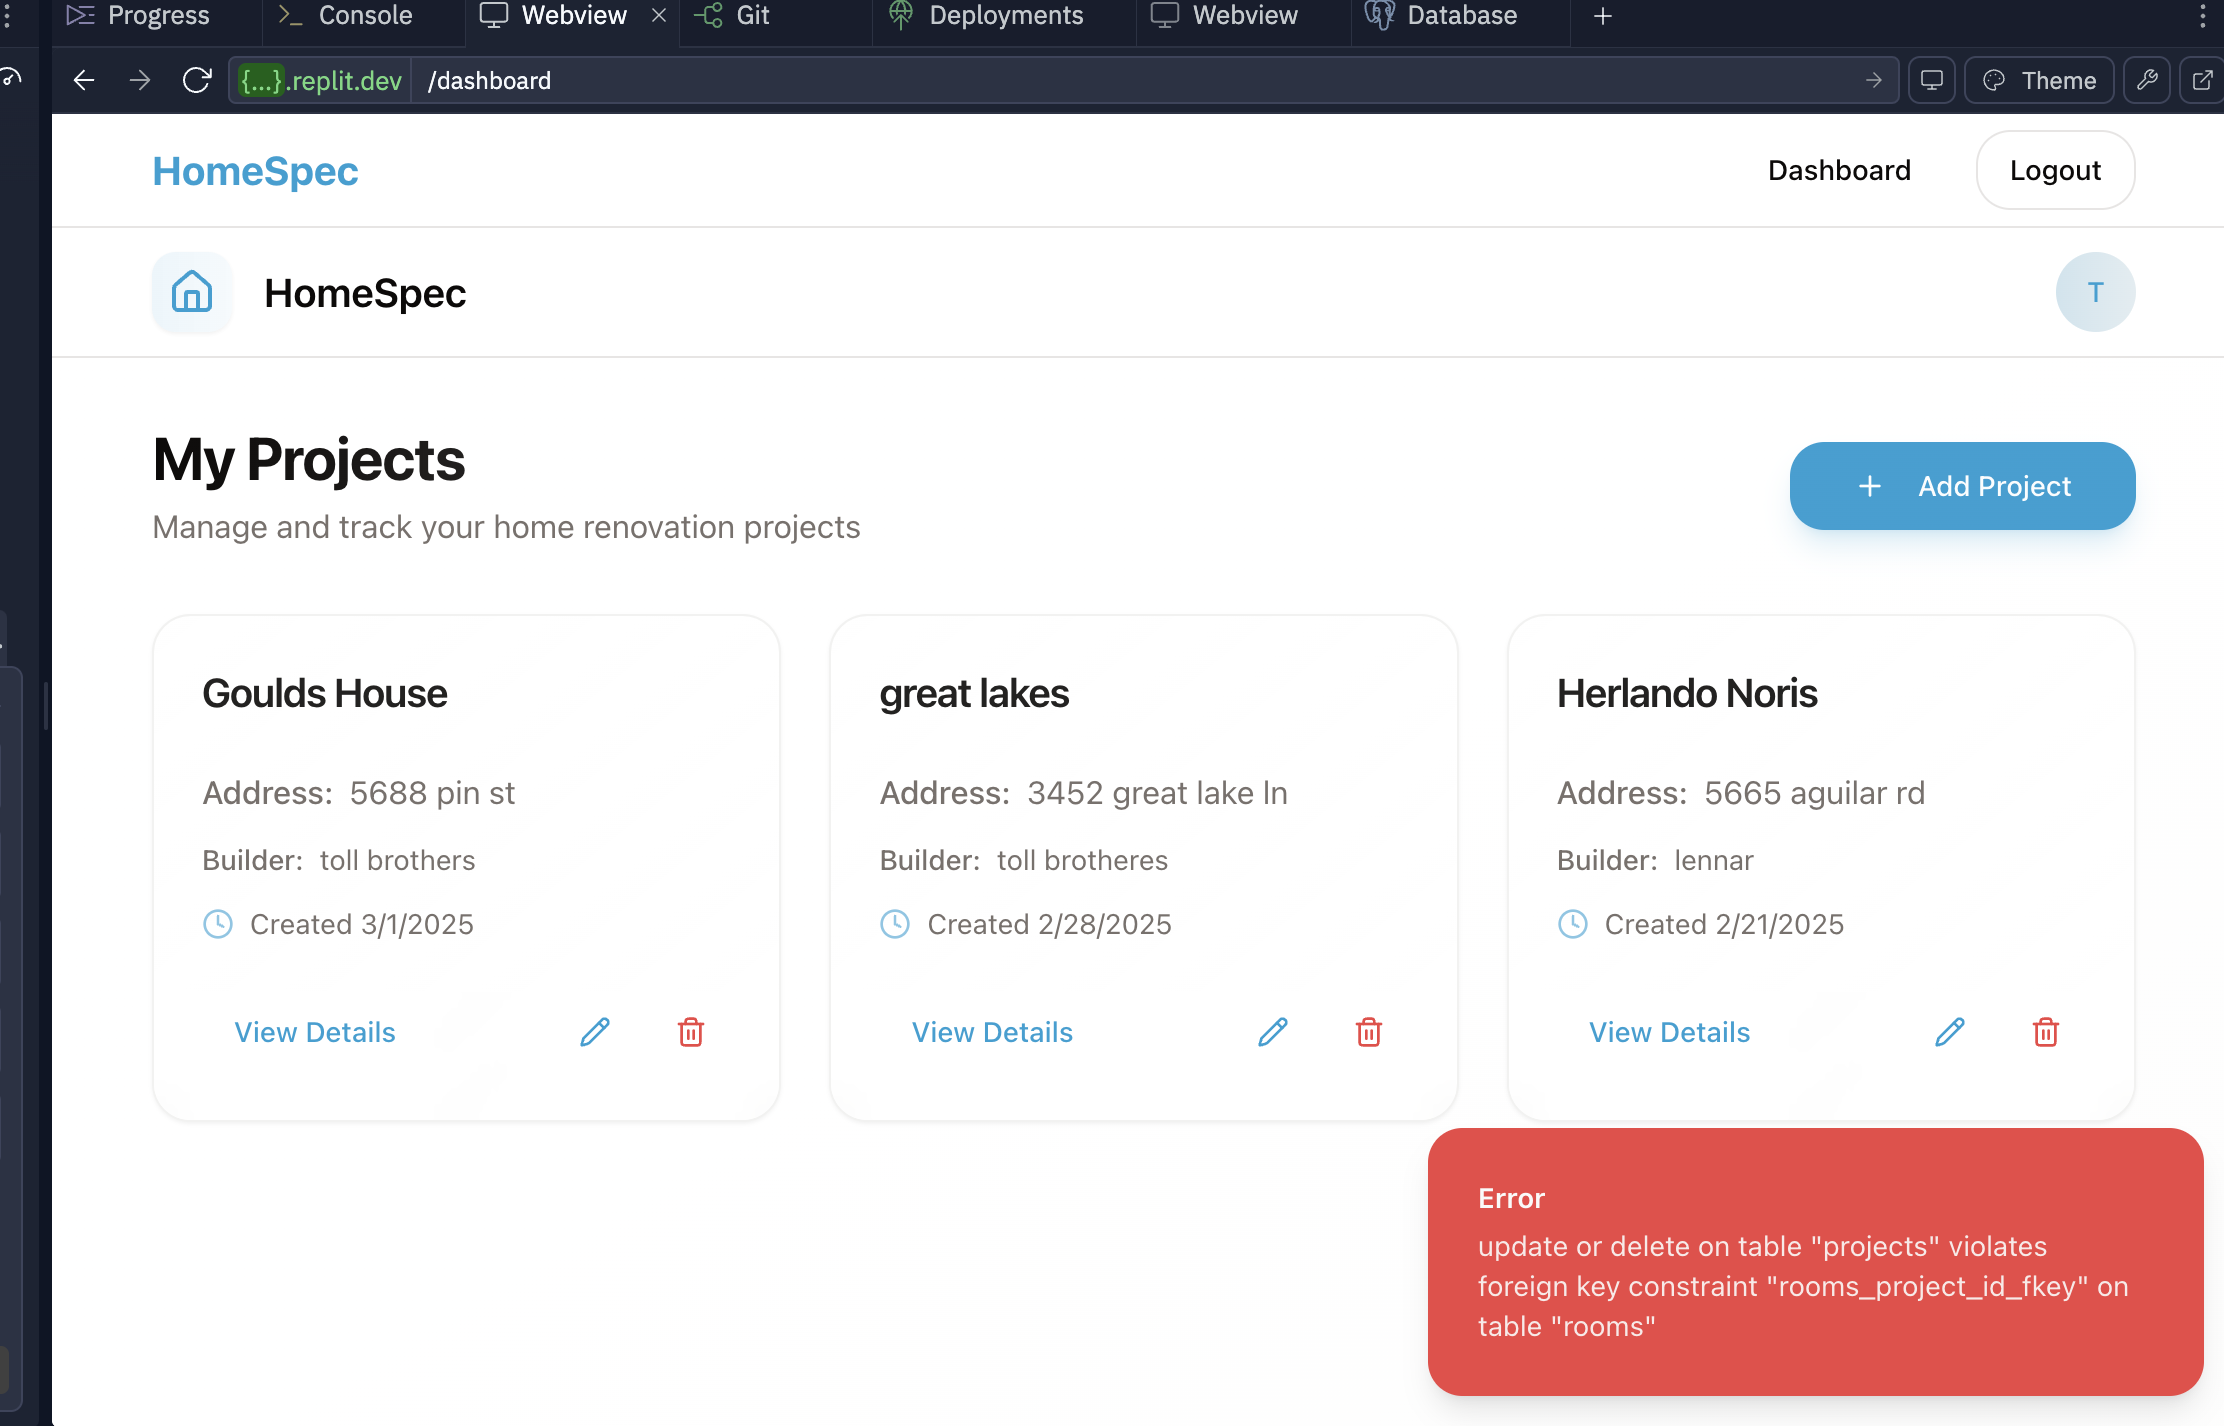 Progress
Console
Webview
Git
Deployments
Webview
Database
{...}.replit.dev
/dashboard
Theme
HomeSpec
Dashboard
Logout
HomeSpec
T
My Projects
Manage and track your home renovation projects
Add Project
Goulds House
Address: 5688 pin st
Builder: toll brothers
Created 3/1/2025
View Details
great lakes
Address: 3452 great lake ln
Builder: toll brotheres
Created 2/28/2025
View Details
Herlando Noris
Address: 5665 aguilar rd
Builder: lennar
Created 2/21/2025
View Details
Error
update or delete on table "projects" violates
foreign key constraint "rooms_project_id_fkey" on
table "rooms"